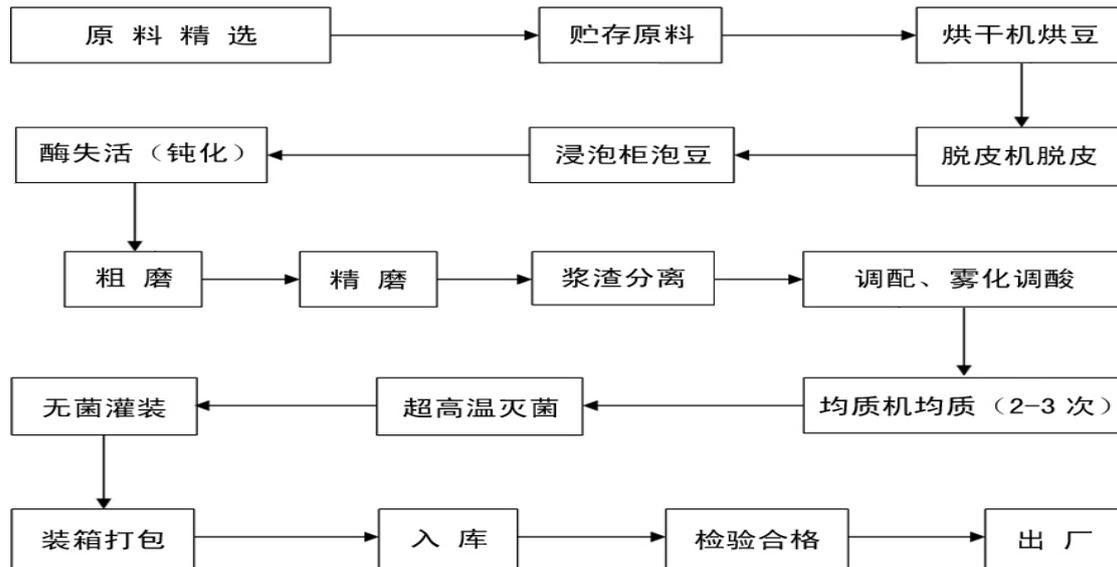 原料精选
贮存原料
烘干机烘豆
脱皮机脱皮
浸泡柜泡豆
酶失活（钝化）
粗磨
精磨
浆渣分离
调配、雾化调酸
均质机均质（2-3次）
超高温灭菌
无菌灌装
装箱打包
入库
检验合格
出厂